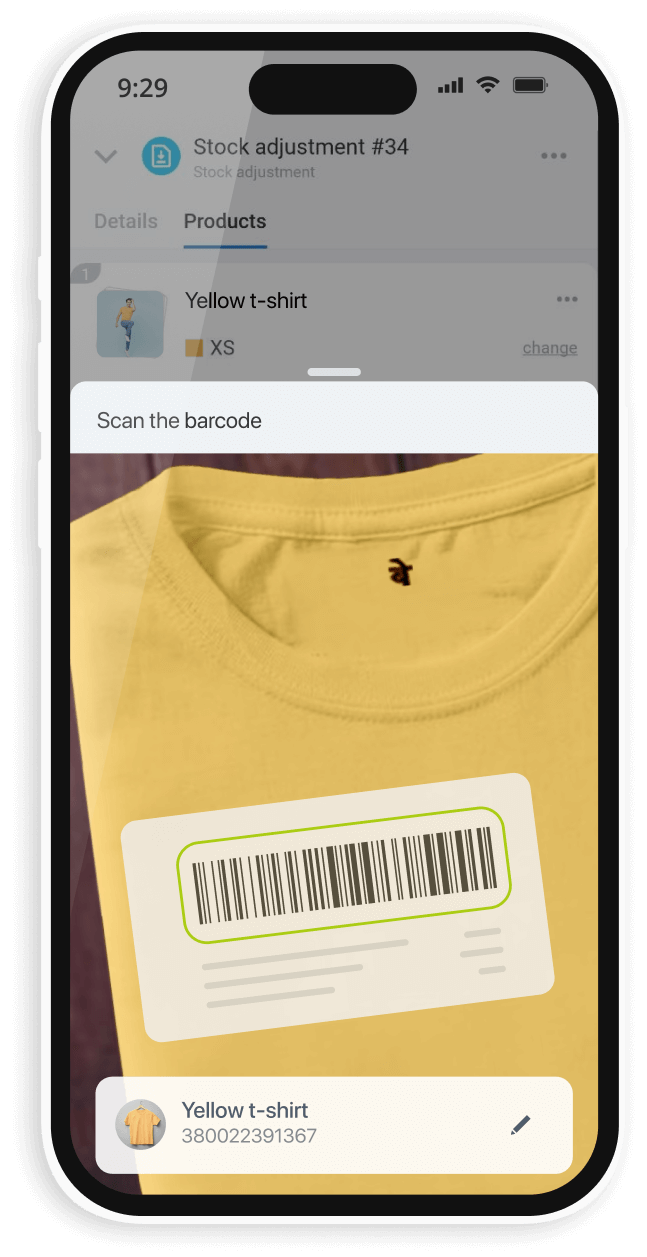 9:29
Stock adjustment #34
Stock adjustment
Details Products
1
Yellow t-shirt
XS change
Scan the barcode
Yellow t-shirt
380022391367